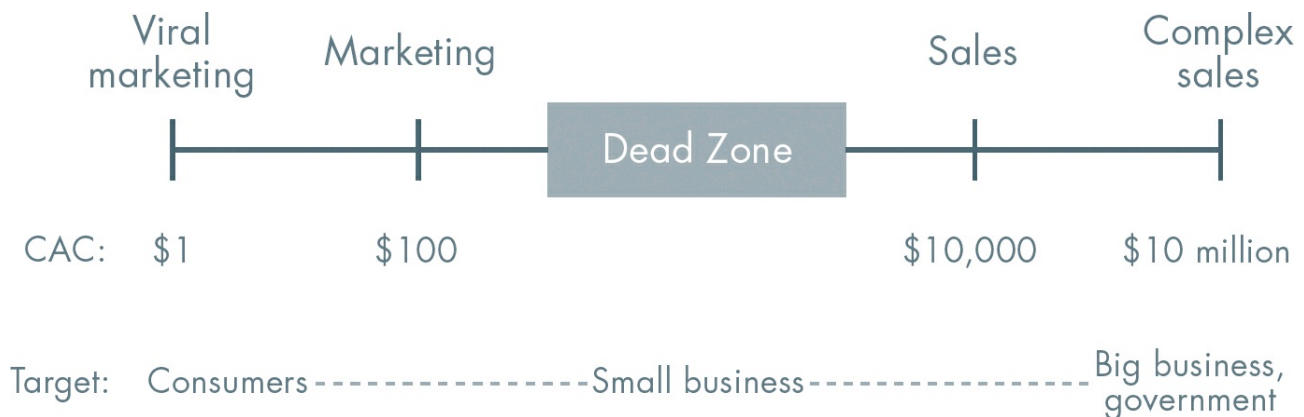 Viral
marketing
Marketing
Sales
Complex
sales
Dead Zone
CAC: $1 $100 $10,000 $10 million
Target: Consumers Small business Big business,
government